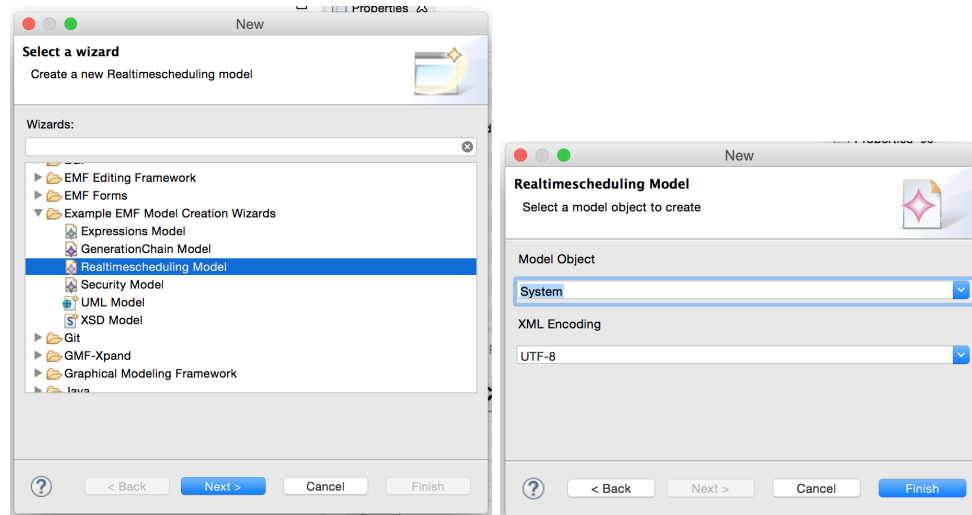 Properties
New
Select a wizard
Create a new Realtimescheduling model
Wizards:
EMF Editing Framework
EMF Forms
Example EMF Model Creation Wizards
Expressions Model
GenerationChain Model
Realtimescheduling Model
Security Model
UML Model
XSD Model
Git
GMF-Xpand
Graphical Modeling Framework
Java
< Back
Next >
Cancel
Finish
New
Realtimescheduling Model
Select a model object to create
Model Object
System
XML Encoding
UTF-8
< Back
Next >
Cancel
Finish